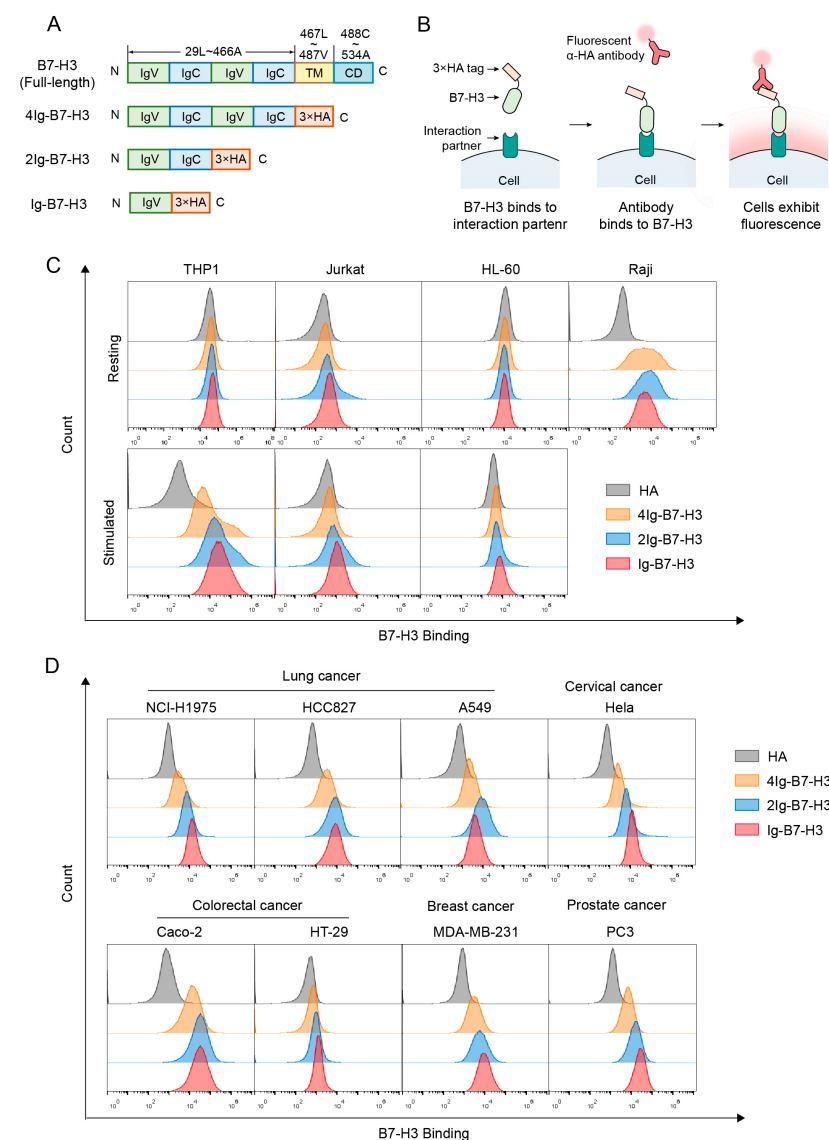 A
467L 488C
29L~466A ~ ~
487V 534A
B7-H3
(Full-length)
N IgV IgC IgV IgC TM CD C
4Ig-B7-H3 N IgV IgC IgV IgC 3×HA C
2Ig-B7-H3 N IgV IgC 3×HA C
Ig-B7-H3 N IgV 3×HA C
B
Fluorescent
α-HA antibody
3×HA tag
B7-H3
Interaction
partner
Cell Cell Cell
B7-H3 binds to
interaction partenr
Antibody
binds to B7-H3
Cells exhibit
fluorescence
C
THP1 Jurkat HL-60 Raji
Resting
Stimulated
Count
HA
4Ig-B7-H3
2Ig-B7-H3
Ig-B7-H3
B7-H3 Binding
D
Lung cancer
Cervical cancer
NCI-H1975 HCC827 A549 Hela
HA
4Ig-B7-H3
2Ig-B7-H3
Ig-B7-H3
Count
Colorectal cancer Breast cancer Prostate cancer
Caco-2 HT-29 MDA-MB-231 PC3
B7-H3 Binding